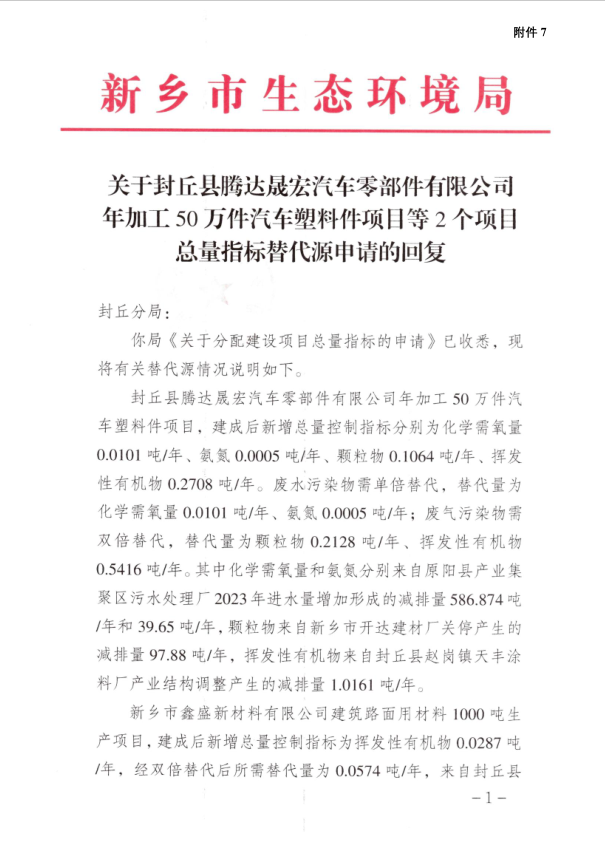 附件 7
新乡市生态环境局
关于封丘县腾达晟宏汽车零部件有限公司
年加工 50 万件汽车塑料件项目等 2 个项目
总量指标替代源申请的回复
封丘分局：
你局《关于分配建设项目总量指标的申请》已收悉，现
将有关替代源情况说明如下。
封丘县腾达晟宏汽车零部件有限公司年加工 50 万件汽
车塑料件项目，建成后新增总量控制指标分别为化学需氧量
0.0101 吨/年、氨氮 0.0005 吨/年、颗粒物 0.1064 吨/年、挥发
性有机物 0.2708 吨/年。废水污染物需单倍替代，替代量为
化学需氧量 0.0101 吨/年、氨氮 0.0005 吨/年；废气污染物需
双倍替代，替代量为颗粒物 0.2128 吨/年、挥发性有机物
0.5416 吨/年。其中化学需氧量和氨氮分别来自原阳县产业集
聚区污水处理厂 2023 年进水量增加形成的减排量 586.874 吨
/年和 39.65 吨/年，颗粒物来自新乡市开达建材厂关停产生的
减排量 97.88 吨/年，挥发性有机物来自封丘县赵岗镇天丰涂
料厂产业结构调整产生的减排量 1.0161 吨/年。
新乡市鑫盛新材料有限公司建筑路面用材料 1000 吨生
产项目，建成后新增总量控制指标为挥发性有机物 0.0287 吨
/年，经双倍替代后所需替代量为 0.0574 吨/年，来自封丘县
－1－